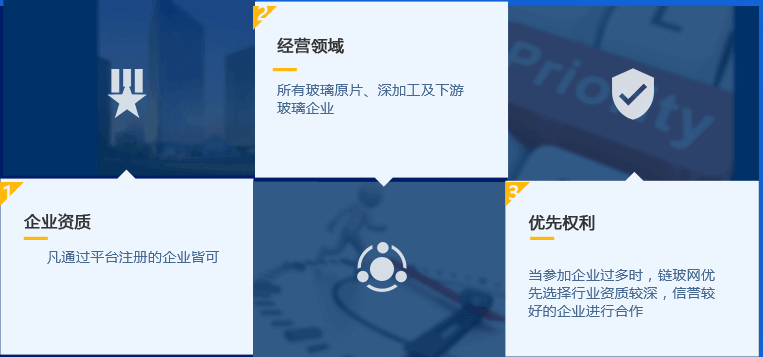 1
企业资质
凡通过平台注册的企业皆可
2
经营领域
所有玻璃原片、深加工及下游
玻璃企业
Priority
3
优先权利
当参加企业过多时，链玻网优
先选择行业资质较深，信誉较
好的企业进行合作